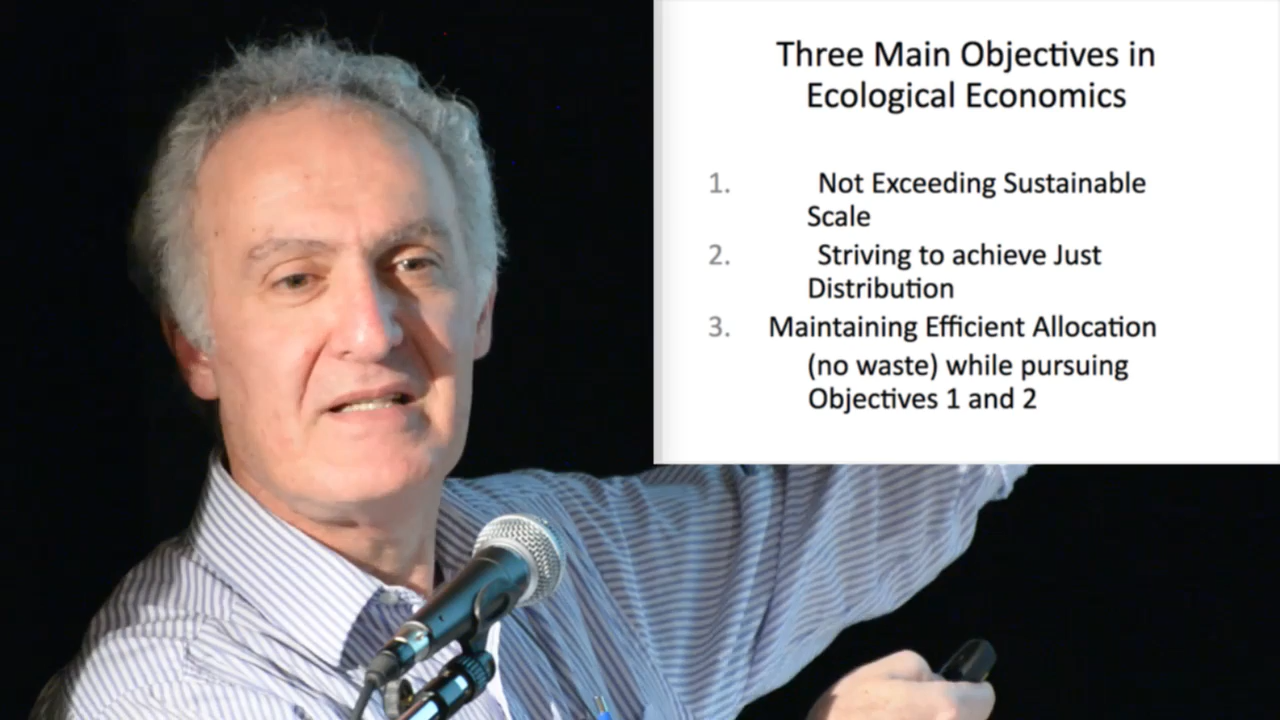 Three Main Objectives in
Ecological Economics
1. Not Exceeding Sustainable
Scale
2. Striving to achieve Just
Distribution
3. Maintaining Efficient Allocation
(no waste) while pursuing
Objectives 1 and 2